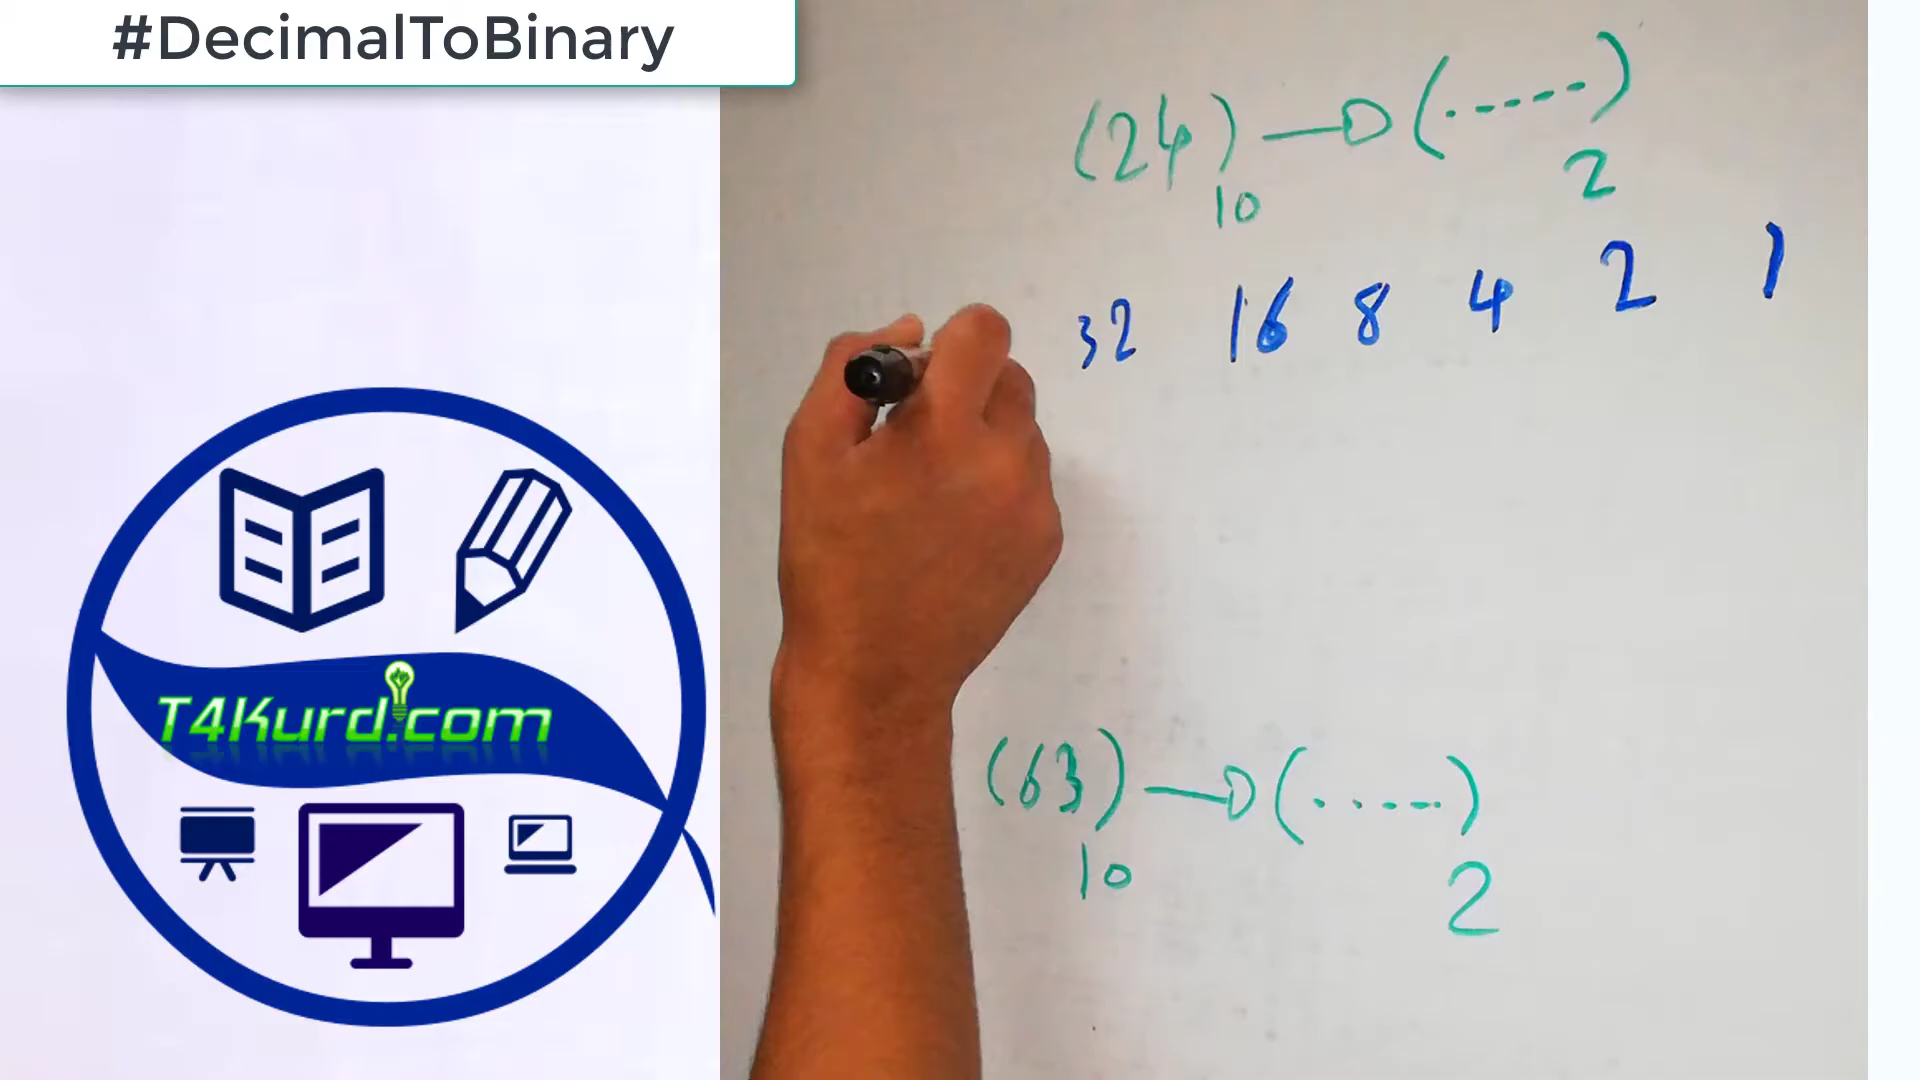 #DecimalToBinary
(24)10 → (.----)2
32 16 8 4 2 1
T4Kurd.com
(63)10 → (. . ---)2